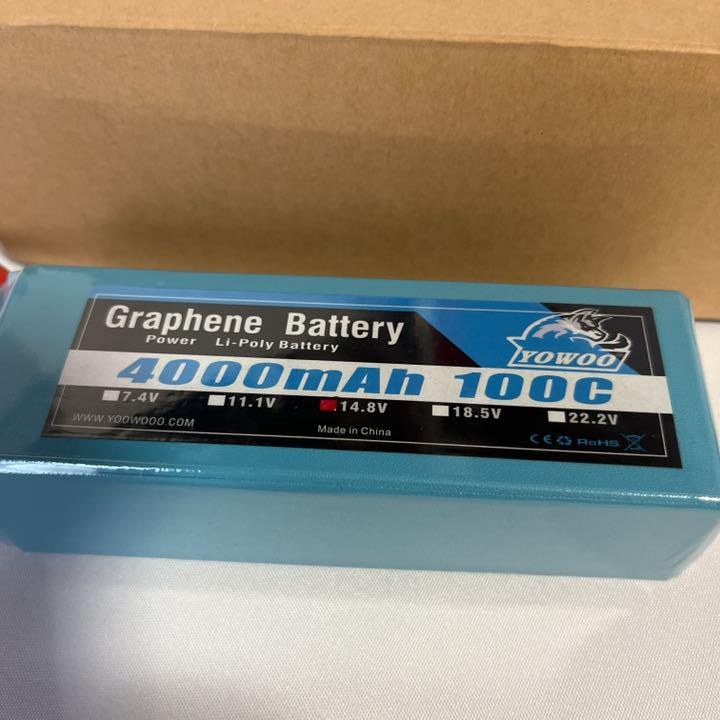 Graphene Battery
Power Li-Poly Battery
YOWOO
4000mAh 100C
7.4V 11.1V 14.8V 18.5V 22.2V
WWW.YOOWOOO.COM
Made in China
CE RoHS